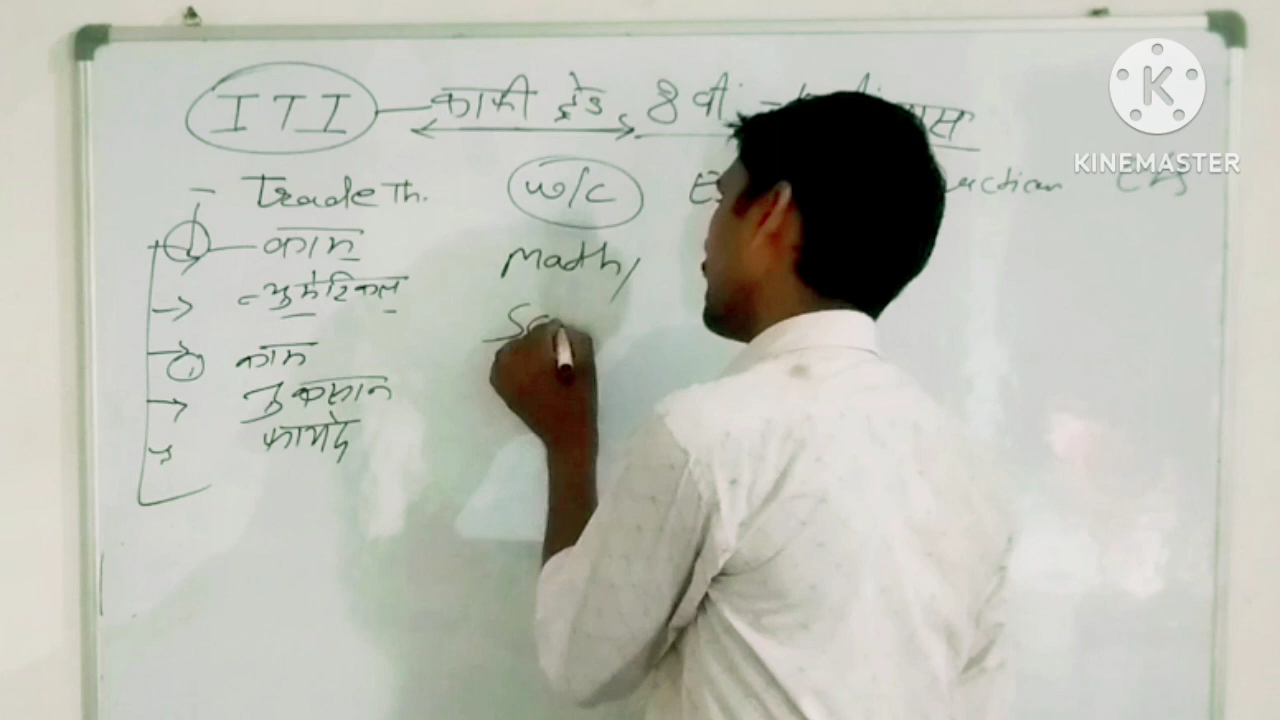 ITI काफी ट्रेड, 8 वीं
Trade Th. W/C
काम
Math/
न्युमेरिकल
काम
नुकसान
फायदे
KINEMASTER